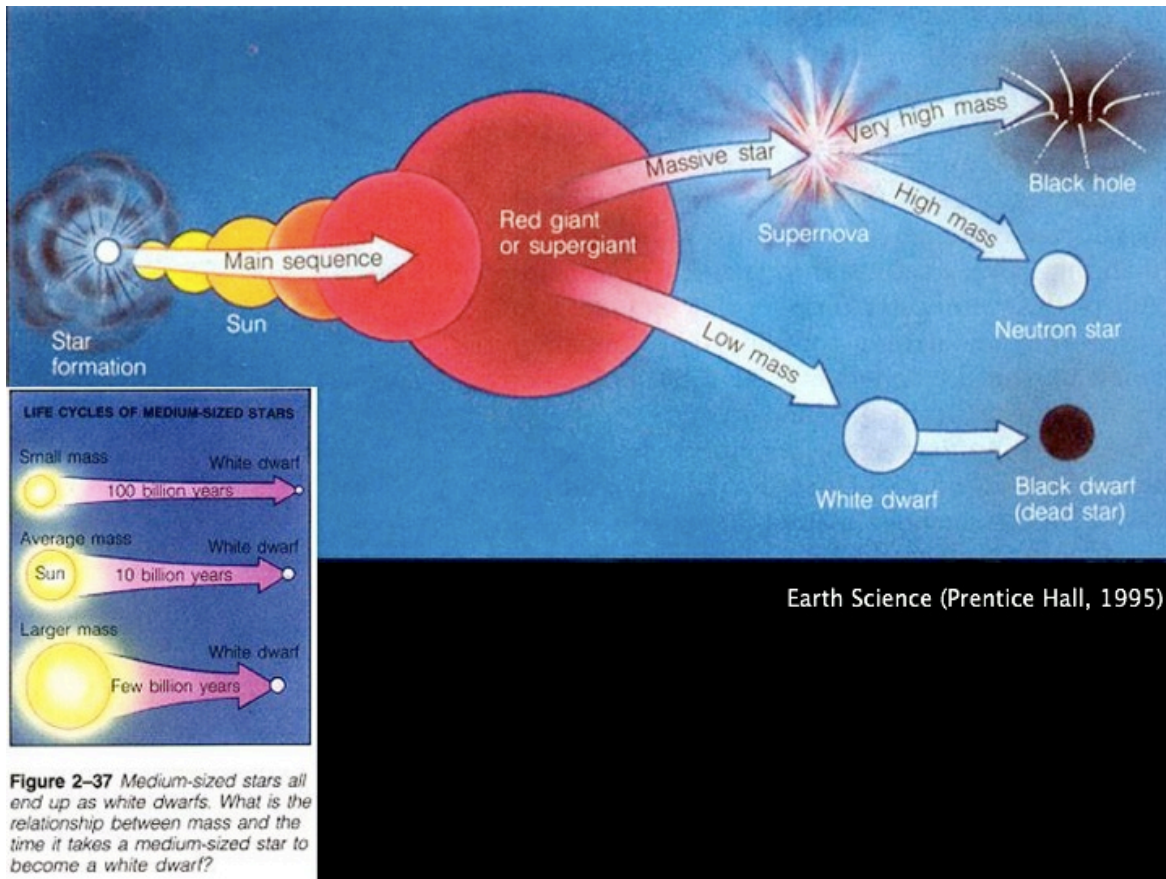 Star
formation
Main sequence
Sun
Red giant
or supergiant
Massive star
Supernova
Very high mass
Black hole
High mass
Neutron star
Low mass
White dwarf
Black dwarf
(dead star)
Earth Science (Prentice Hall, 1995)
LIFE CYCLES OF MEDIUM-SIZED STARS
Small mass
White dwarf
100 billion years
Average mass
White dwarf
Sun
10 billion years
Larger mass
White dwarf
Few billion years
Figure 2–37 Medium-sized stars all
end up as white dwarfs. What is the
relationship between mass and the
time it takes a medium-sized star to
become a white dwarf?